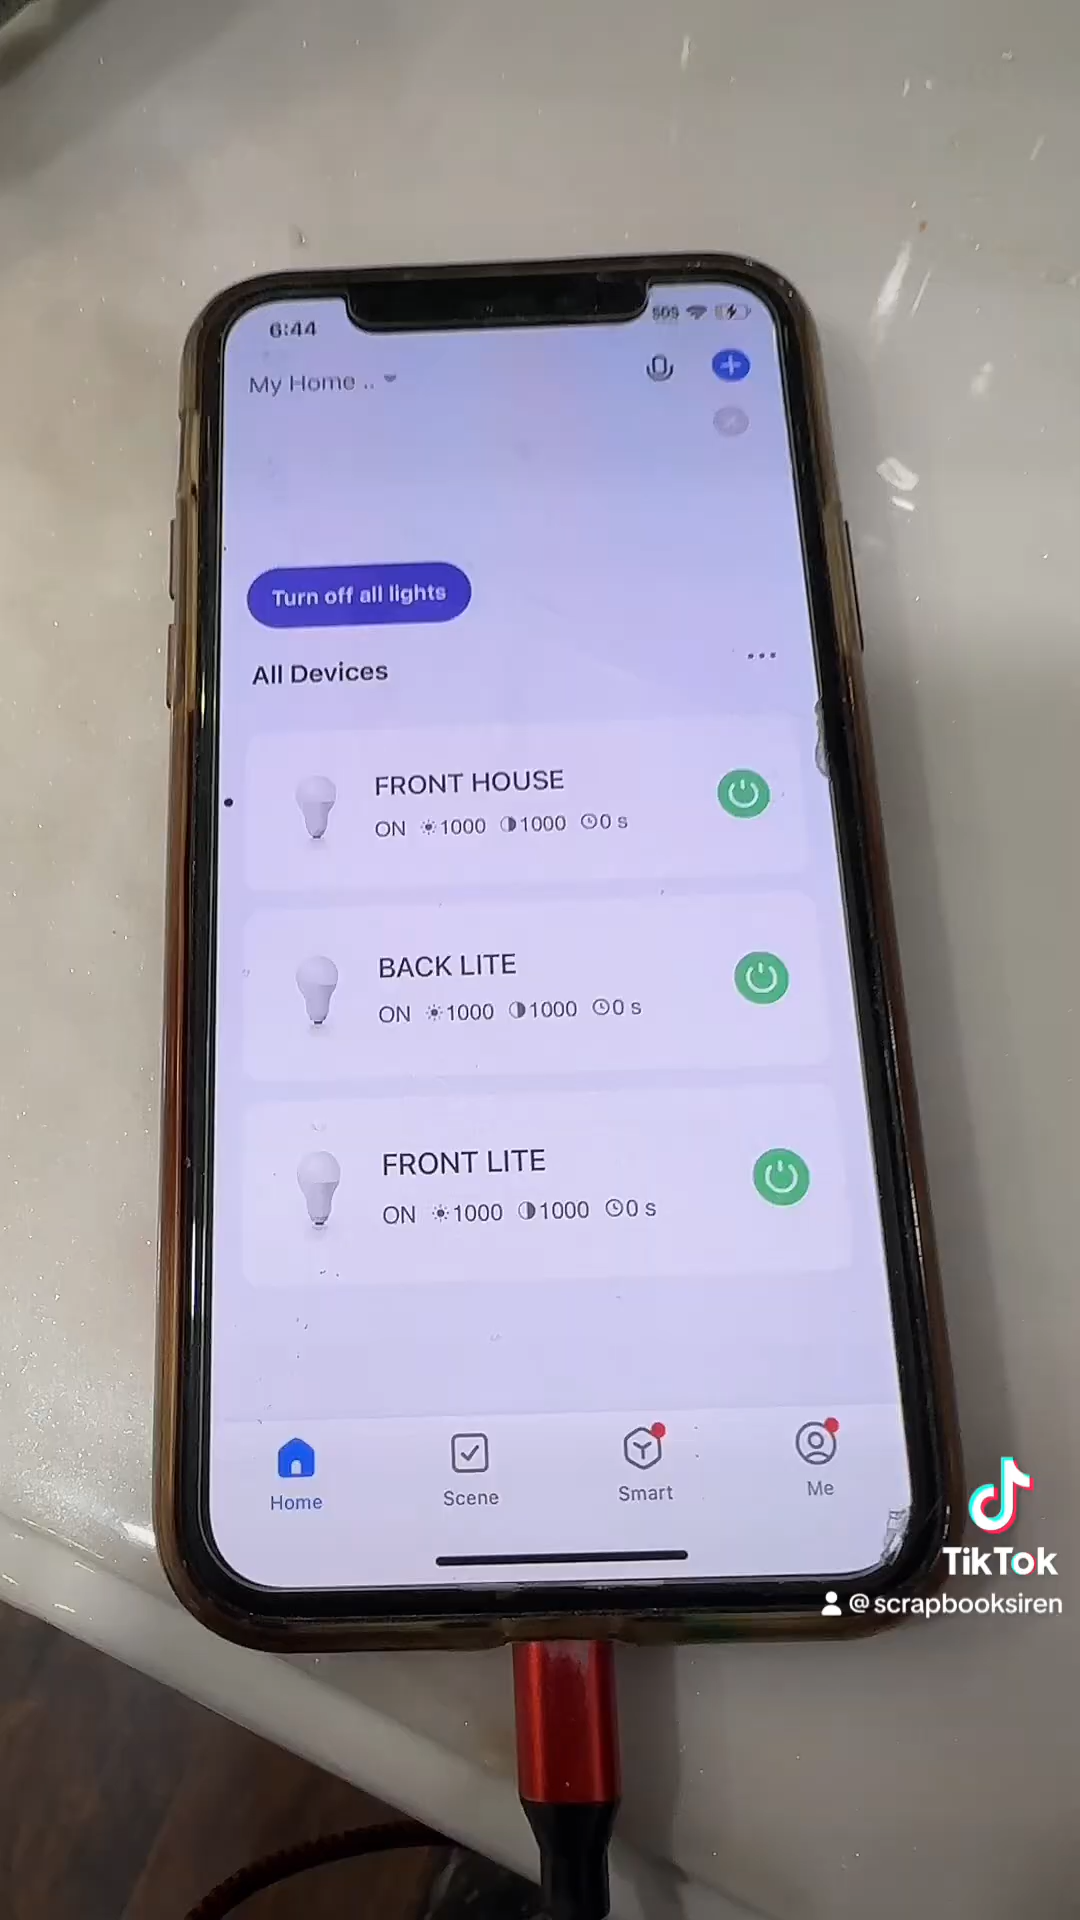 6:44
SOS
My Home ..
Turn off all lights
All Devices
FRONT HOUSE
ON 1000 1000 0 s
BACK LITE
ON 1000 1000 0 s
FRONT LITE
ON 1000 1000 0 s
Home
Scene
Smart
Me
TikTok
@scrapbooksiren